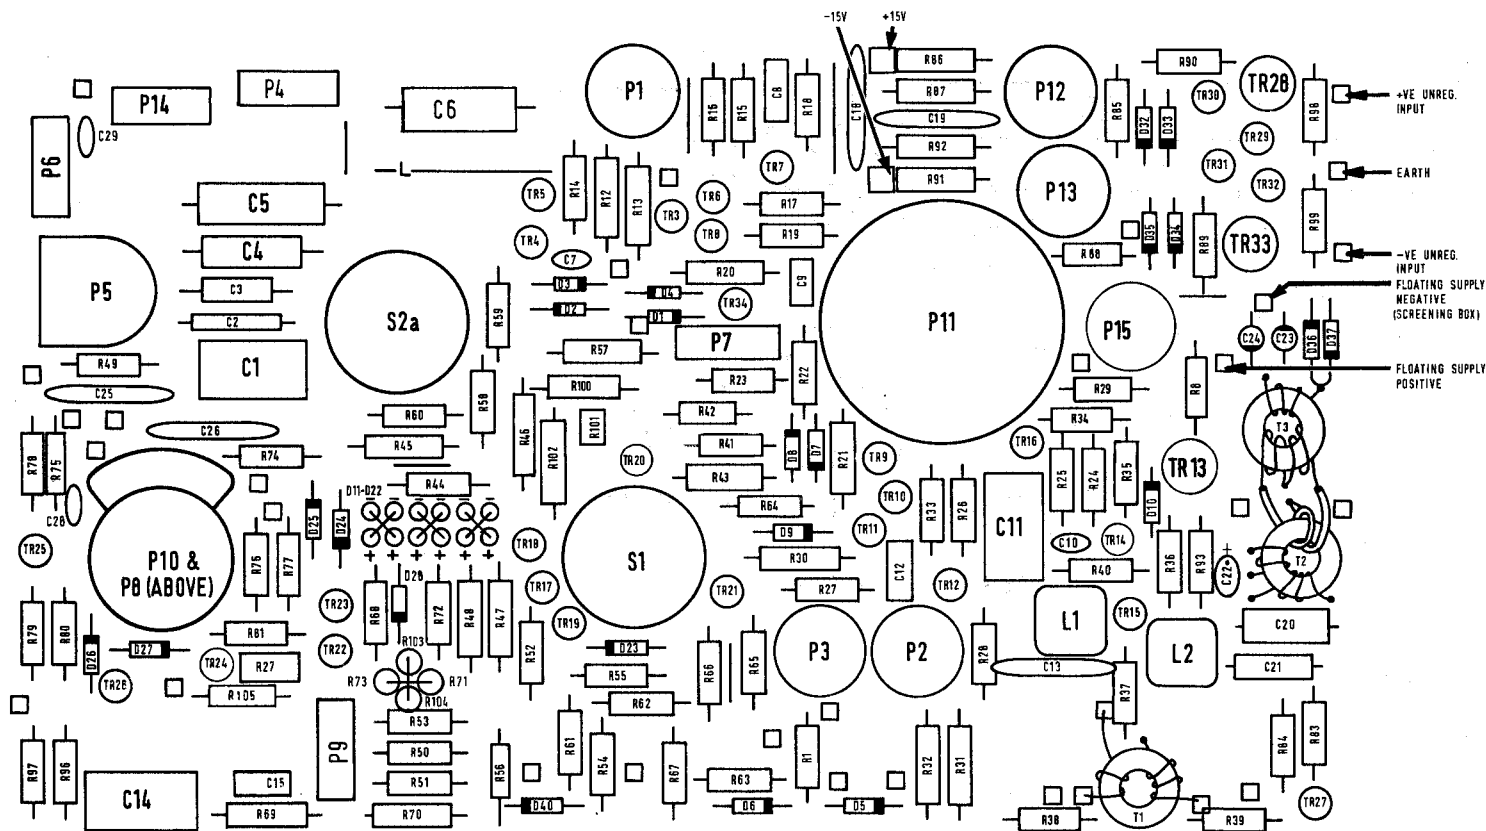 -15V
+15V
P14
P4
C6
P1
R16
R15
C8
R18
C18
R86
R87
C19
R92
R91
P12
R85
D32
D33
R90
TR30
TR28
TR29
R98
+VE UNREG.
INPUT
P6
C29
L
TR5
R14
R12
R13
TR3
TR6
TR7
R17
TR8
R19
P13
TR31
TR32
EARTH
C5
C4
TR4
C7
R88
D35
D34
R89
TR33
R99
-VE UNREG.
INPUT
P5
C3
C2
S2a
R59
D3
D2
D4
D1
R20
TR34
C9
P11
P15
FLOATING SUPPLY
NEGATIVE
(SCREENING BOX)
C24
C23
D36
D37
R49
C1
R57
P7
R22
R23
R29
R8
FLOATING SUPPLY
POSITIVE
C25
R60
R58
R100
R42
R34
C26
R45
R46
R101
R41
D8
D7
R21
TR9
TR16
T3
R78
R75
R74
R44
R102
TR20
R43
R25
R24
R35
TR13
C28
D25
D24
D11-D22
R64
TR10
R33
R26
C11
D10
TR25
P10 &
P8 (ABOVE)
R76
R77
TR18
S1
D9
TR11
R30
C12
C10
TR14
R40
R36
R93
+
C22
T2
TR23
R68
D28
R72
R48
R47
TR17
TR19
TR21
R27
TR12
L1
TR15
C20
R79
R80
D26
D27
R81
TR24
R27
TR22
R103
R52
D23
R55
R66
R65
P3
P2
R28
C13
L2
C21
TR26
R105
R73
R71
R104
R62
R37
P9
R53
R50
R51
R70
R56
R61
R54
R67
R63
R1
R32
R31
R84
R83
R97
R96
C14
C15
R69
D40
D6
D5
R38
T1
R39
TR27